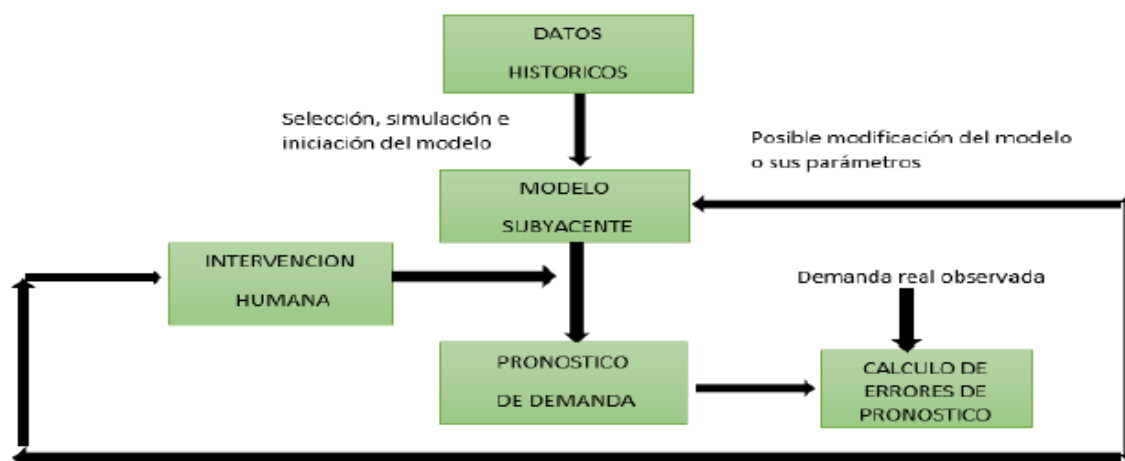 DATOS
HISTORICOS
Selección, simulación e
iniciación del modelo
Posible modificación del modelo
o sus parámetros
MODELO
SUBYACENTE
INTERVENCION
HUMANA
Demanda real observada
PRONOSTICO
DE DEMANDA
CALCULO DE
ERRORES DE
PRONOSTICO